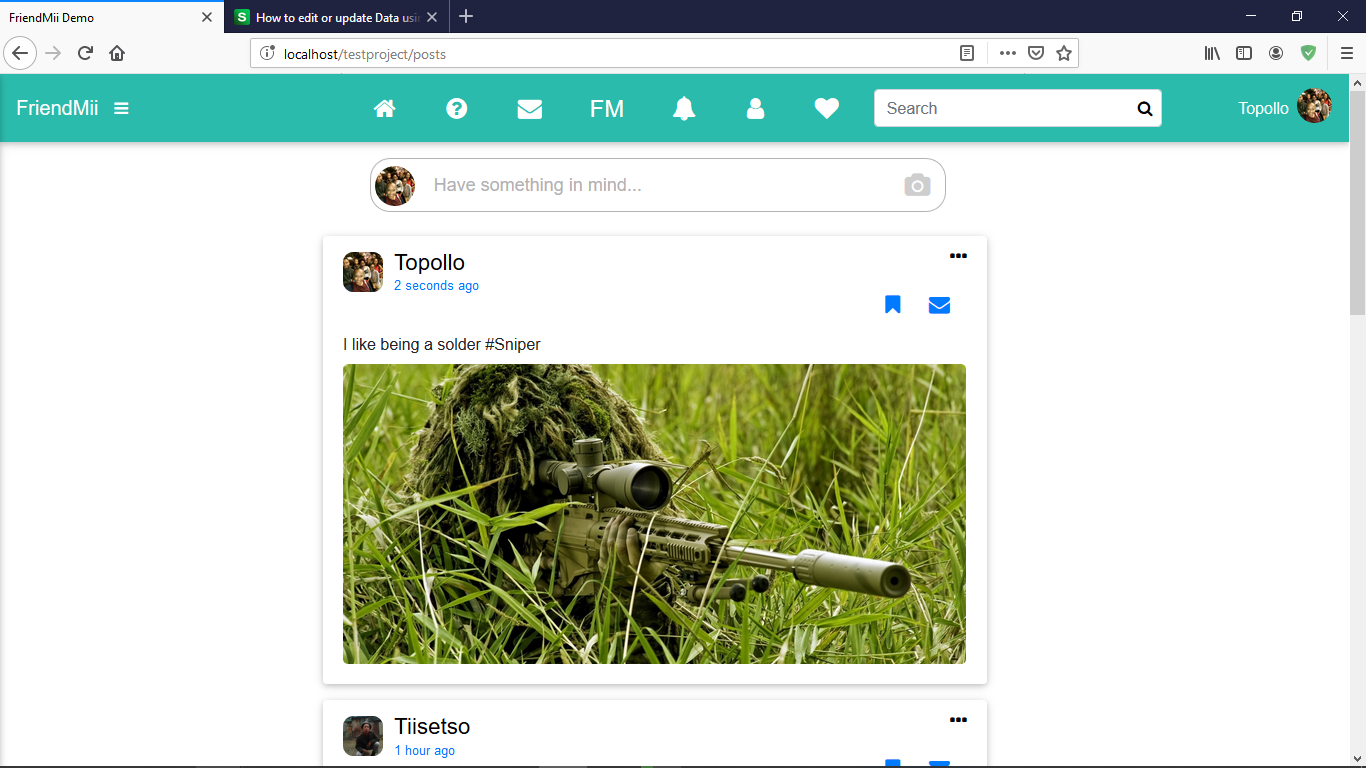 FriendMii Demo
How to edit or update Data usi
localhost/testproject/posts
FriendMii
FM
Search
Topollo
Have something in mind...
Topollo
2 seconds ago
I like being a solder #Sniper
Tiisetso
1 hour ago